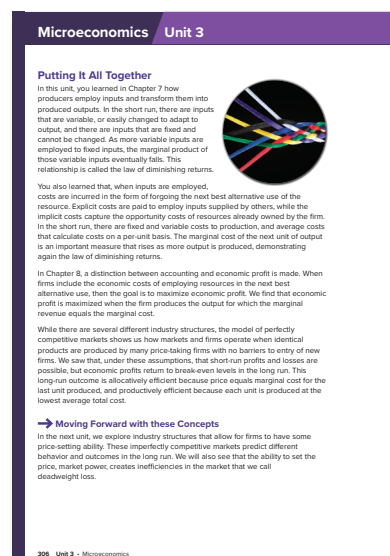 Microeconomics Unit 3
Putting It All Together
In this unit, you learned in Chapter 7 how
producers employ inputs and transform them into
produced outputs. In the short run, there are inputs
that are variable, or easily changed to adapt to
output, and there are inputs that are fixed and
cannot be changed. As more variable inputs are
employed to fixed inputs, the marginal product of
those variable inputs eventually falls. This
relationship is called the law of diminishing returns.
You also learned that, when inputs are employed,
costs are incurred in the form of forgoing the next best alternative use of the
resource. Explicit costs are paid to employ inputs supplied by others, while the
implicit costs capture the opportunity costs of resources already owned by the firm.
In the short run, there are fixed and variable costs to production, and average costs
that calculate costs on a per-unit basis. The marginal cost of the next unit of output
is an important measure that rises as more output is produced, demonstrating
again the law of diminishing returns.
In Chapter 8, a distinction between accounting and economic profit is made. When
firms include the economic costs of employing resources in the next best
alternative use, then the goal is to maximize economic profit. We find that economic
profit is maximized when the firm produces the output for which the marginal
revenue equals the marginal cost.
While there are several different industry structures, the model of perfectly
competitive markets shows us how markets and firms operate when identical
products are produced by many price-taking firms with no barriers to entry of new
firms. We saw that, under these assumptions, that short-run profits and losses are
possible, but economic profits return to break-even levels in the long run. This
long-run outcome is allocatively efficient because price equals marginal cost for the
last unit produced, and productively efficient because each unit is produced at the
lowest average total cost.
Moving Forward with these Concepts
In the next unit, we explore industry structures that allow for firms to have some
price-setting ability. These imperfectly competitive markets predict different
behavior and outcomes in the long run. We will also see that the ability to set the
price, market power, creates inefficiencies in the market that we call
deadweight loss.
306 Unit 3 • Microeconomics